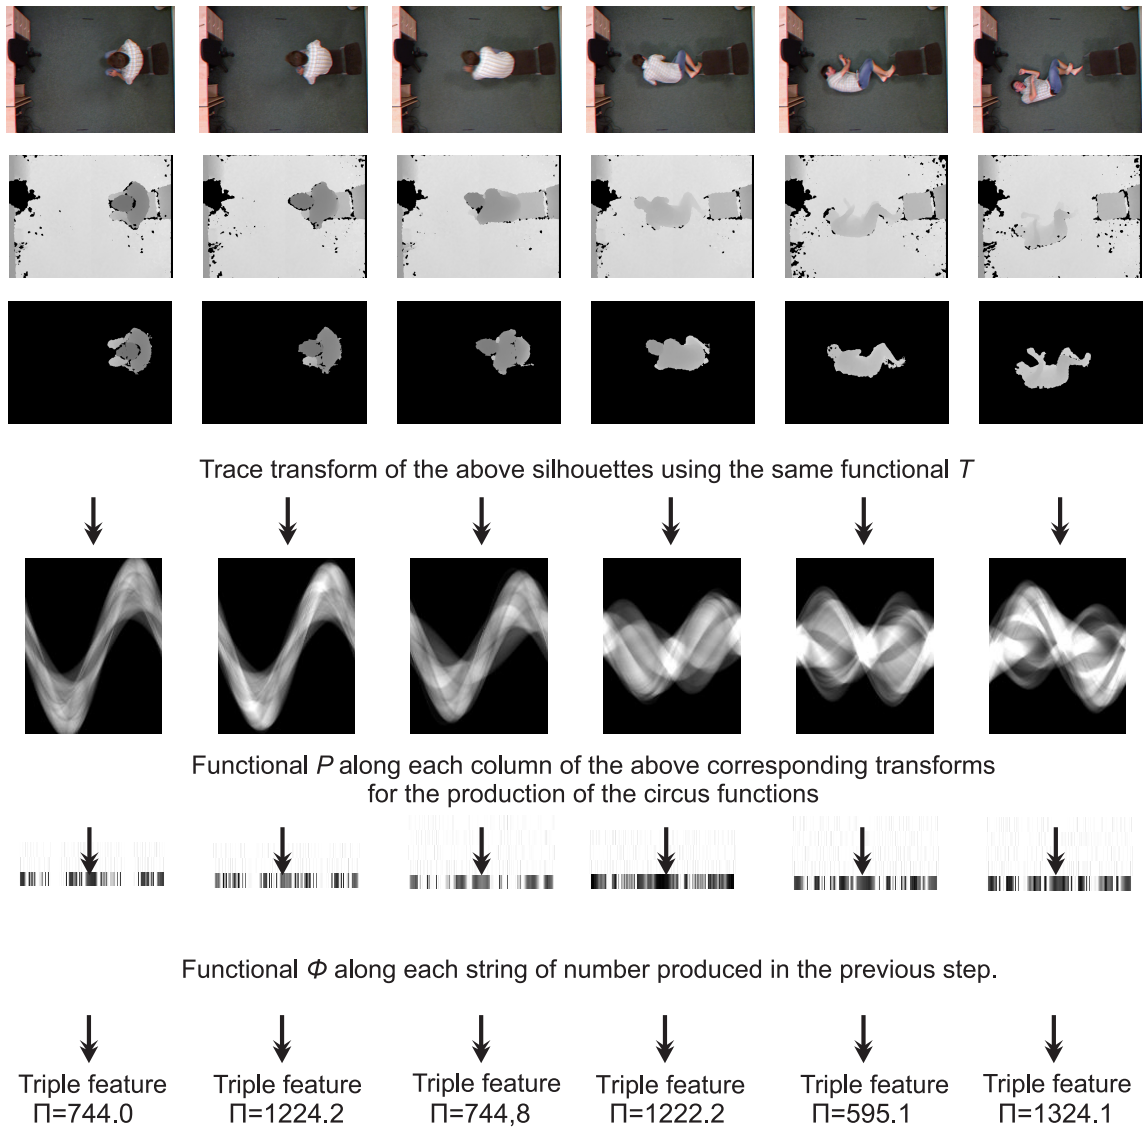 Trace transform of the above silhouettes using the same functional T
Functional P along each column of the above corresponding transforms
for the production of the circus functions
Functional Φ along each string of number produced in the previous step.
Triple feature
Π=744.0
Triple feature
Π=1224.2
Triple feature
Π=744,8
Triple feature
Π=1222.2
Triple feature
Π=595.1
Triple feature
Π=1324.1